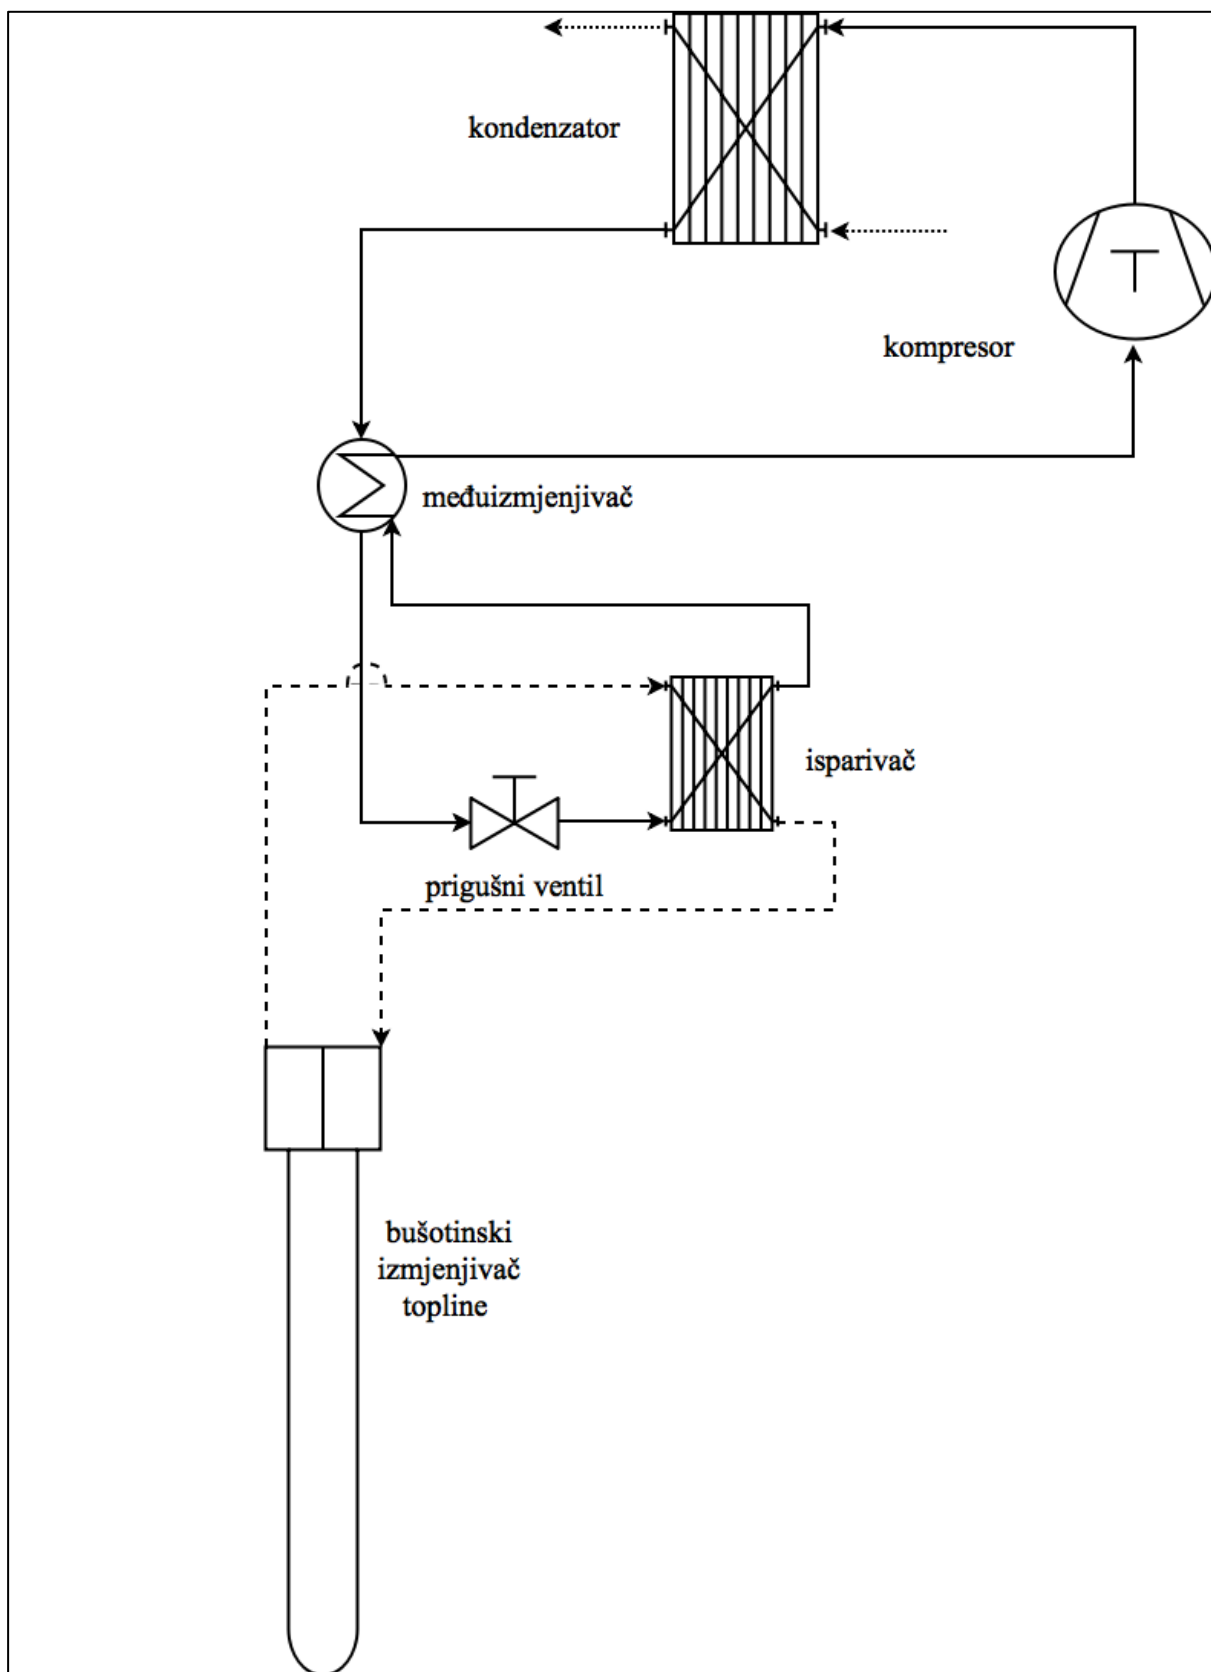 kondenzator
kompresor
međuizmjenjivač
isparivač
prigušni ventil
bušotinski
izmjenjivač
topline